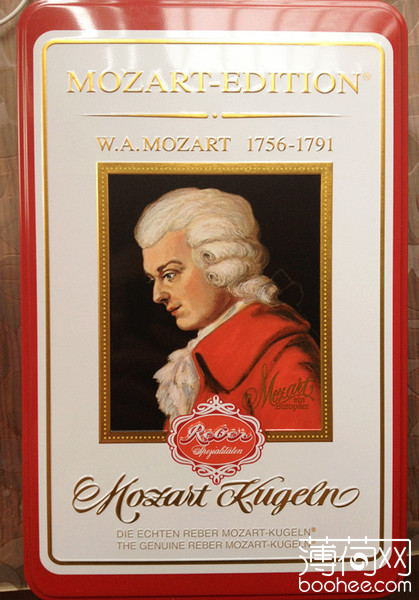 MOZART-EDITION®
W.A.MOZART 1756-1791
Mozart
Reber
Spezialitäten
Mozart Kugeln
DIE ECHTEN REBER MOZART-KUGELN®
THE GENUINE REBER MOZART-KUGELN
薄荷网
boohee.com